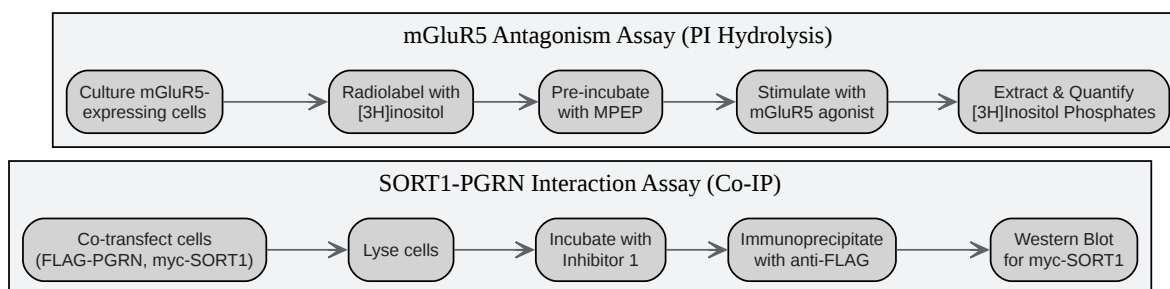 mGluR5 Antagonism Assay (PI Hydrolysis)
Culture mGluR5-
expressing cells
Radiolabel with
[3H]inositol
Pre-incubate
with MPEP
Stimulate with
mGluR5 agonist
Extract & Quantify
[3H]Inositol Phosphates
SORT1-PGRN Interaction Assay (Co-IP)
Co-transfect cells
(FLAG-PGRN, myc-SORT1)
Lyse cells
Incubate with
Inhibitor 1
Immunoprecipitate
with anti-FLAG
Western Blot
for myc-SORT1